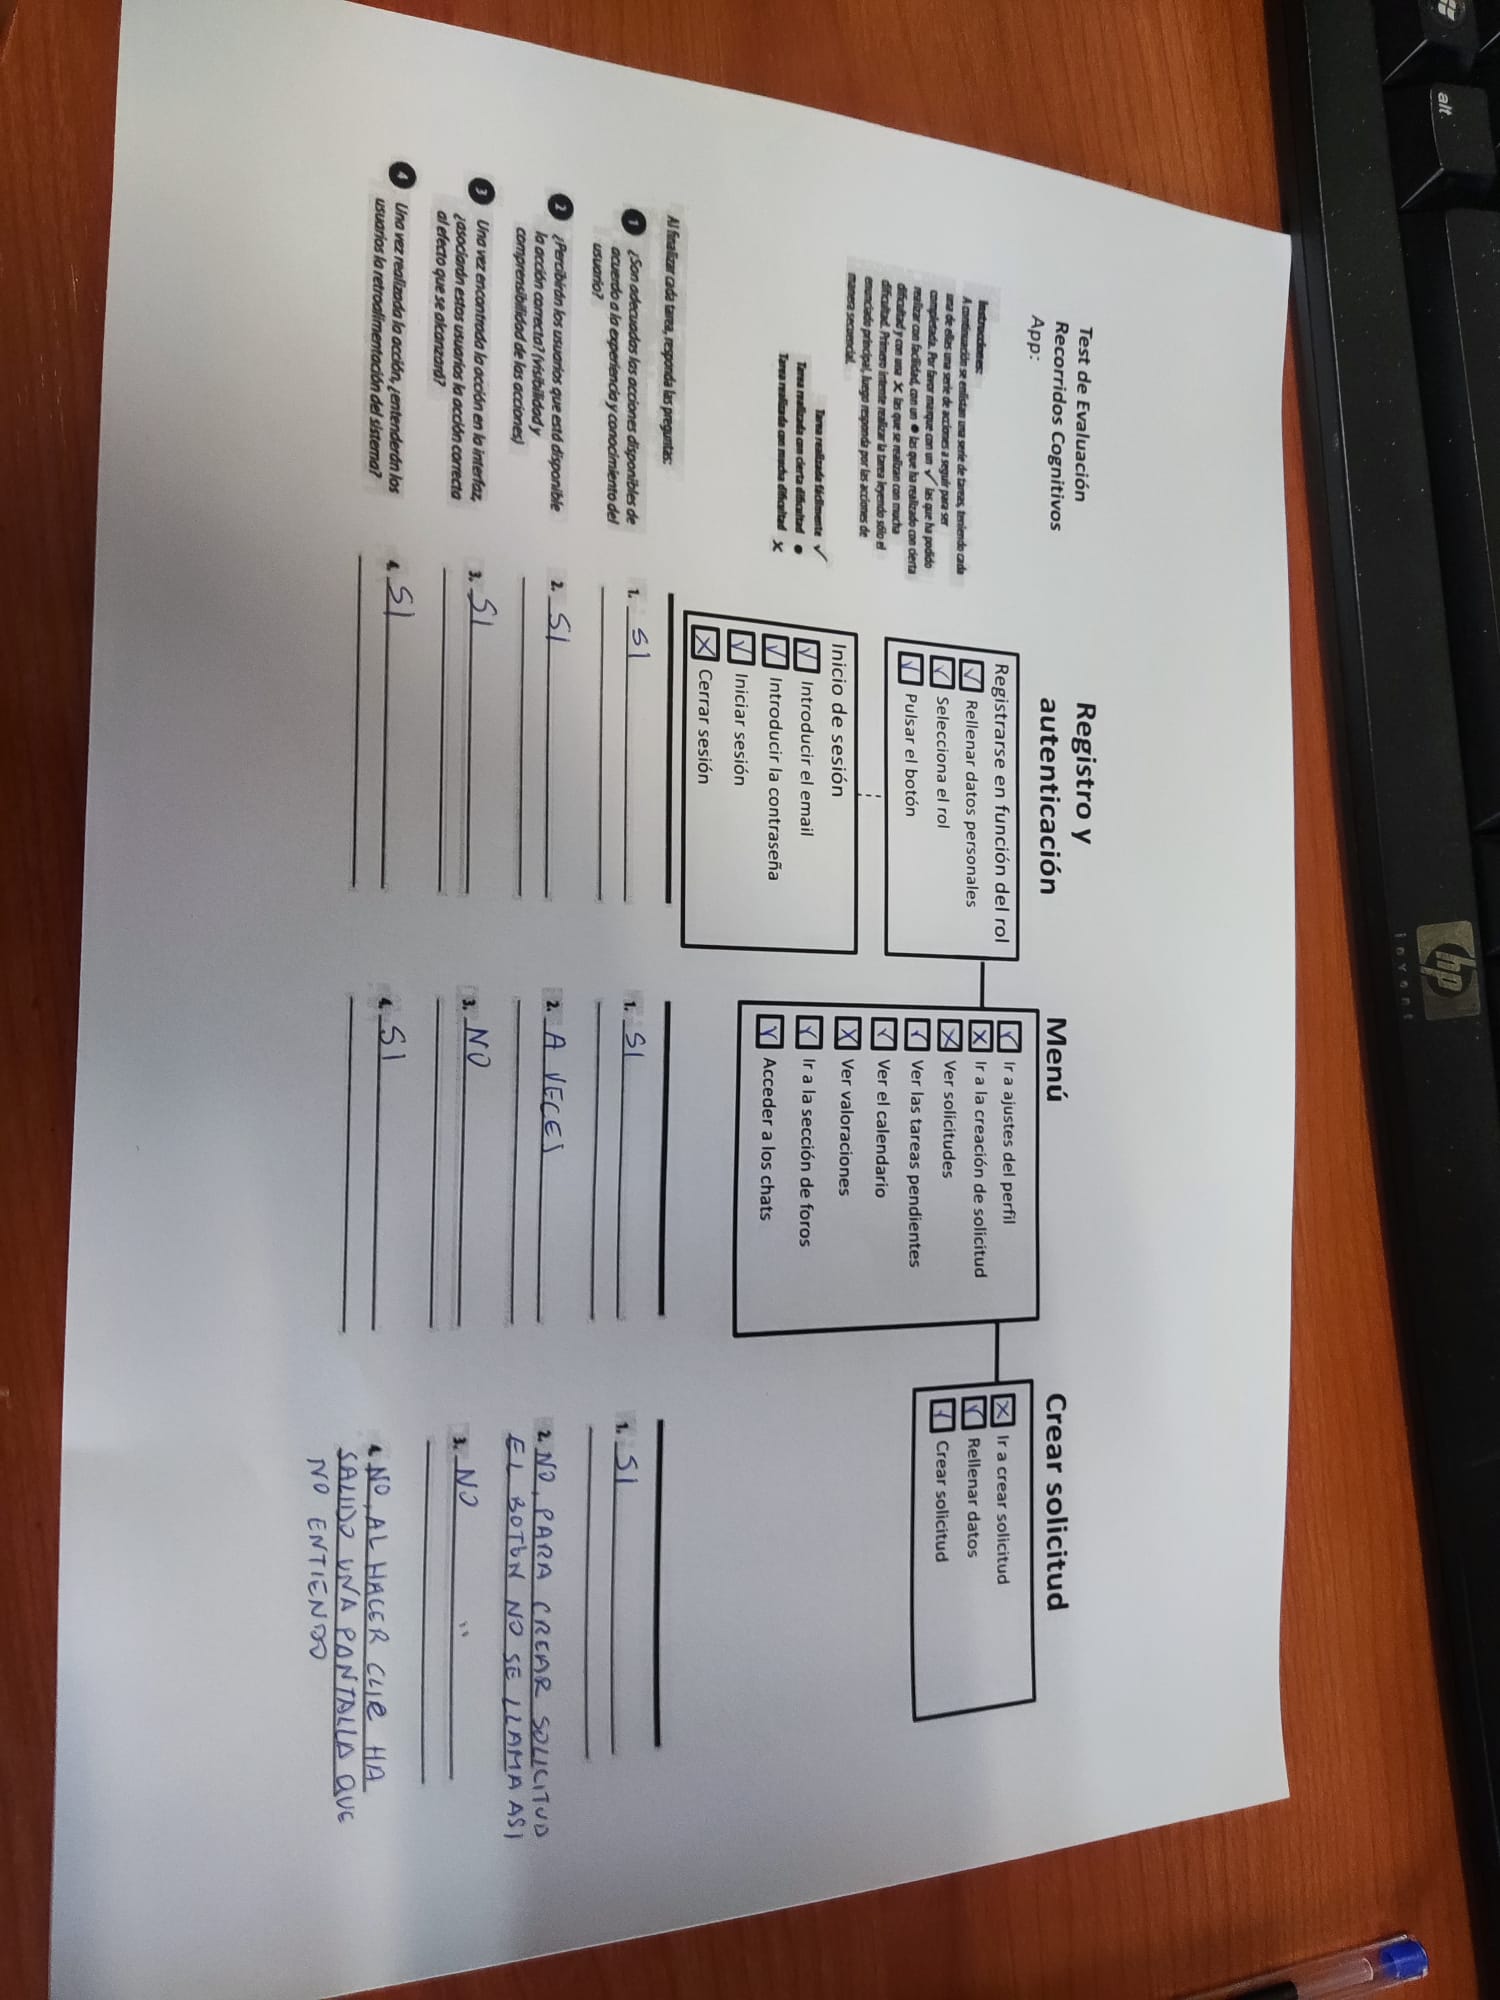 alt
hp
invent
Test de Evaluación
Recorridos Cognitivos
App:
Instrucciones:
A continuación se enlistan una serie de tareas, teniendo cada
una de ellas una serie de acciones a seguir para ser
completada. Por favor marque con un ✓ las que ha podido
realizar con facilidad, con un ● las que ha realizado con cierta
dificultad y con una ✕ las que se realizan con mucha
dificultad. Primero intente realizar la tarea leyendo sólo el
enunciado principal, luego responda por las acciones de
manera secuencial.
Tarea realizada fácilmente ✓
Tarea realizada con cierta dificultad ●
Tarea realizada con mucha dificultad ✕
Registro y
autenticación
Registrarse en función del rol
✓ Rellenar datos personales
✓ Selecciona el rol
✓ Pulsar el botón
Inicio de sesión
✓ Introducir el email
✓ Introducir la contraseña
✓ Iniciar sesión
✕ Cerrar sesión
Menú
✓ Ir a ajustes del perfil
✕ Ir a la creación de solicitud
✕ Ver solicitudes
✓ Ver las tareas pendientes
✓ Ver el calendario
✕ Ver valoraciones
✓ Ir a la sección de foros
✓ Acceder a los chats
Crear solicitud
✕ Ir a crear solicitud
✓ Rellenar datos
✓ Crear solicitud
Al finalizar cada tarea, responda las preguntas:
1 ¿Son adecuadas las acciones disponibles de
acuerdo a la experiencia y conocimiento del
usuario?
2 ¿Percibirán los usuarios que está disponible
la acción correcta? (visibilidad y
comprensibilidad de las acciones)
3 Una vez encontrada la acción en la interfaz,
¿asociarán estos usuarios la acción correcta
al efecto que se alcanzará?
4 Una vez realizada la acción, ¿entenderán los
usuarios la retroalimentación del sistema?
1. SI
2. SI
3. SI
4. SI
1. SI
2. A VECES
3. NO
4. SI
1. SI
2. NO, PARA CREAR SOLICITUD
EL BOTÓN NO SE LLAMA ASI
3. NO "
4. NO, AL HACER CLIC HA
SALIDO UNA PANTALLA QUE
NO ENTIENDO